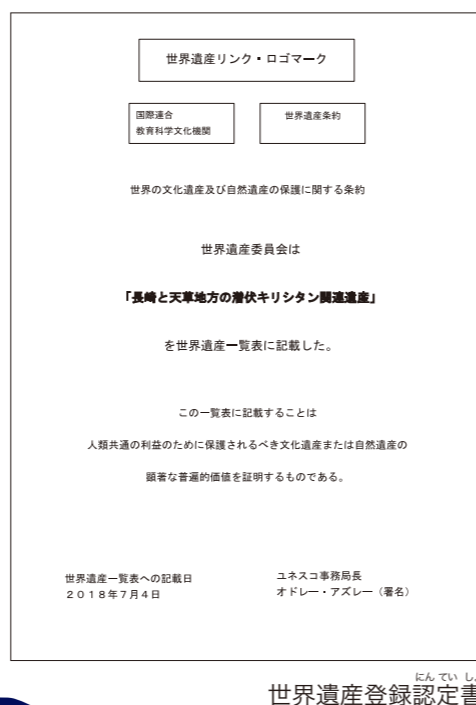 世界遺産リンク・ロゴマーク
国際連合
教育科学文化機関
世界遺産条約
世界の文化遺産及び自然遺産の保護に関する条約
世界遺産委員会は
「長崎と天草地方の潜伏キリシタン関連遺産」
を世界遺産一覧表に記載した。
この一覧表に記載することは
人類共通の利益のために保護されるべき文化遺産または自然遺産の
顕著な普遍的価値を証明するものである。
世界遺産一覧表への記載日
2018年7月4日
ユネスコ事務局長
オドレー・アズレー（署名）
にんてい
世界遺産登録認定書